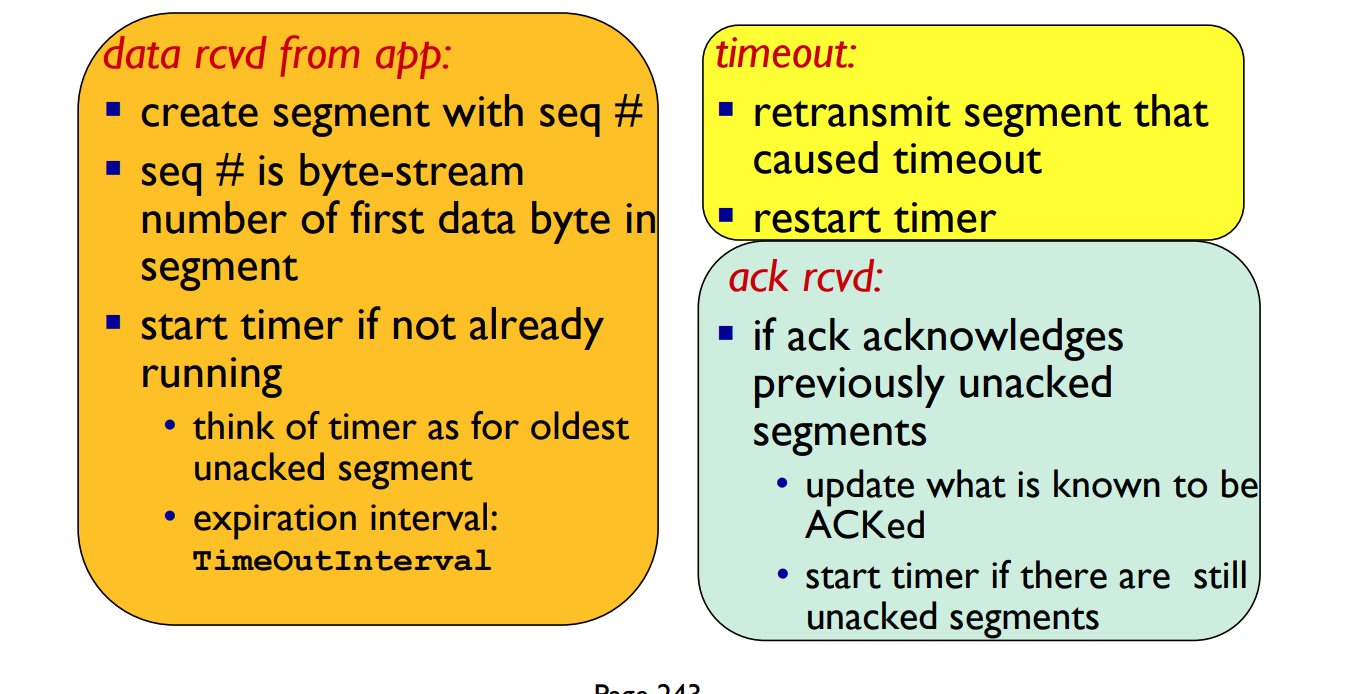 data rcvd from app:
create segment with seq #
seq # is byte-stream
number of first data byte in
segment
start timer if not already
running
think of timer as for oldest
unacked segment
expiration interval:
TimeOutInterval
timeout:
retransmit segment that
caused timeout
restart timer
ack rcvd:
if ack acknowledges
previously unacked
segments
update what is known to be
ACKed
start timer if there are still
unacked segments
Page 243